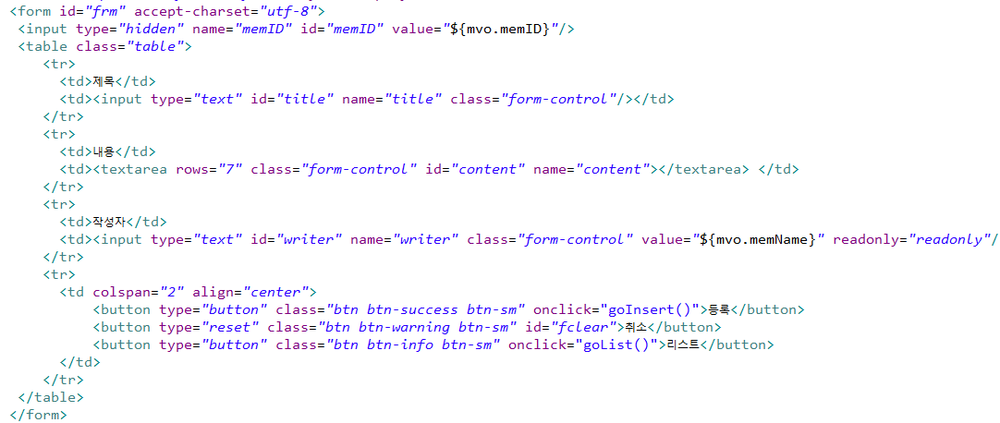 <form id="frm" accept-charset="utf-8">
<input type="hidden" name="memID" id="memID" value="${mvo.memID}"/>
<table class="table">
<tr>
<td>제목</td>
<td><input type="text" id="title" name="title" class="form-control"/></td>
</tr>
<tr>
<td>내용</td>
<td><textarea rows="7" class="form-control" id="content" name="content"></textarea> </td>
</tr>
<tr>
<td>작성자</td>
<td><input type="text" id="writer" name="writer" class="form-control" value="${mvo.memName}" readonly="readonly"/
</tr>
<tr>
<td colspan="2" align="center">
<button type="button" class="btn btn-success btn-sm" onclick="goInsert()">등록</button>
<button type="reset" class="btn btn-warning btn-sm" id="fclear">취소</button>
<button type="button" class="btn btn-info btn-sm" onclick="goList()">리스트</button>
</td>
</tr>
</table>
</form>